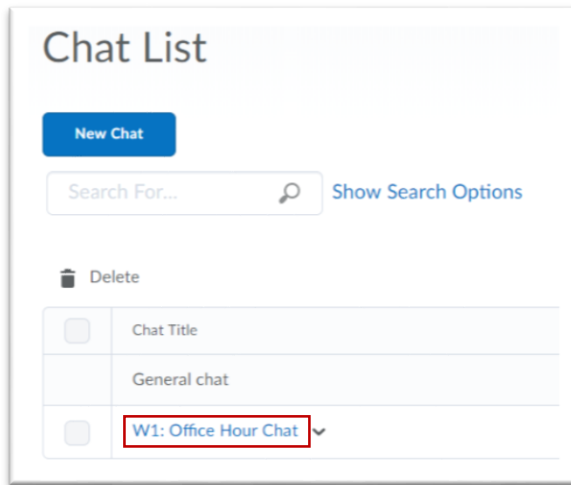 Chat List
New Chat
Search For...
Show Search Options
Delete
Chat Title
General chat
W1: Office Hour Chat